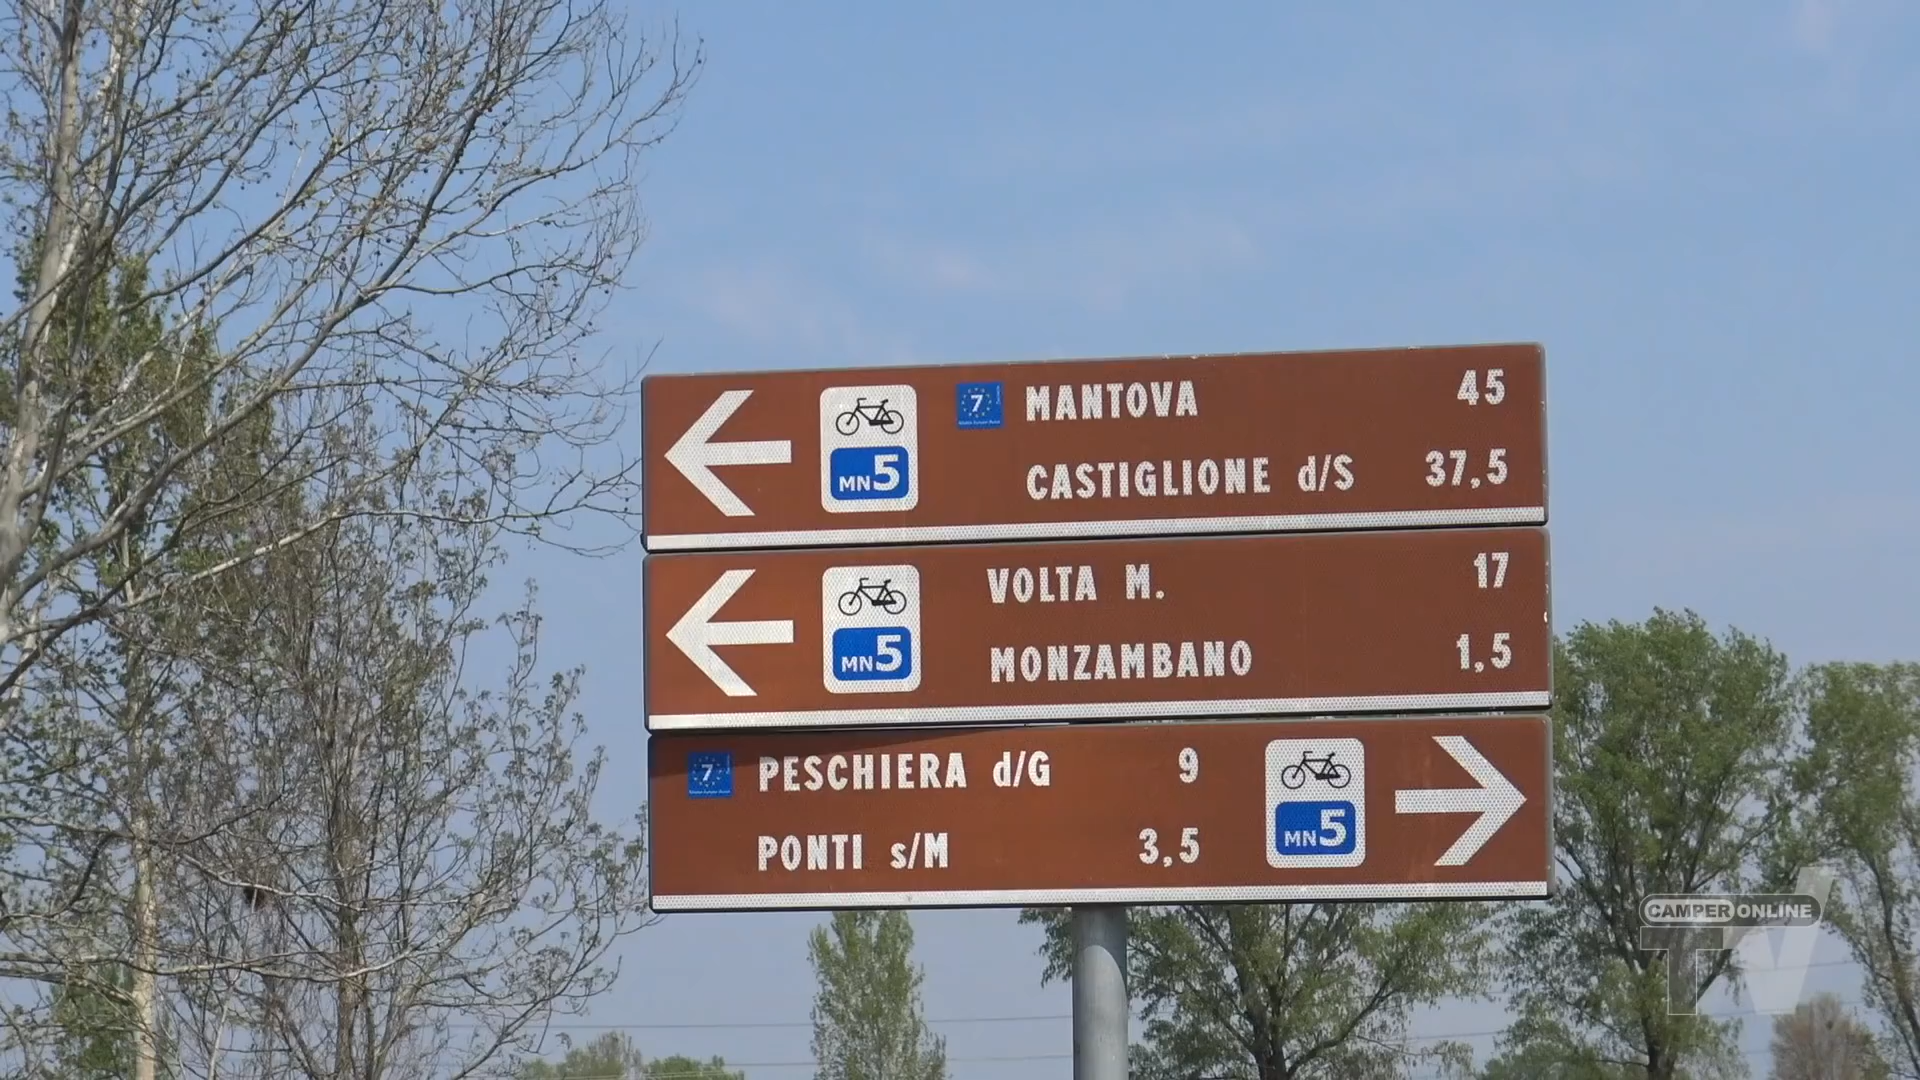 7 MANTOVA 45
MN5
CASTIGLIONE d/S 37,5
VOLTA M. 17
MN5
MONZAMBANO 1,5
7 PESCHIERA d/G 9
PONTI s/M 3,5
MN5
CAMPER ONLINE
TV